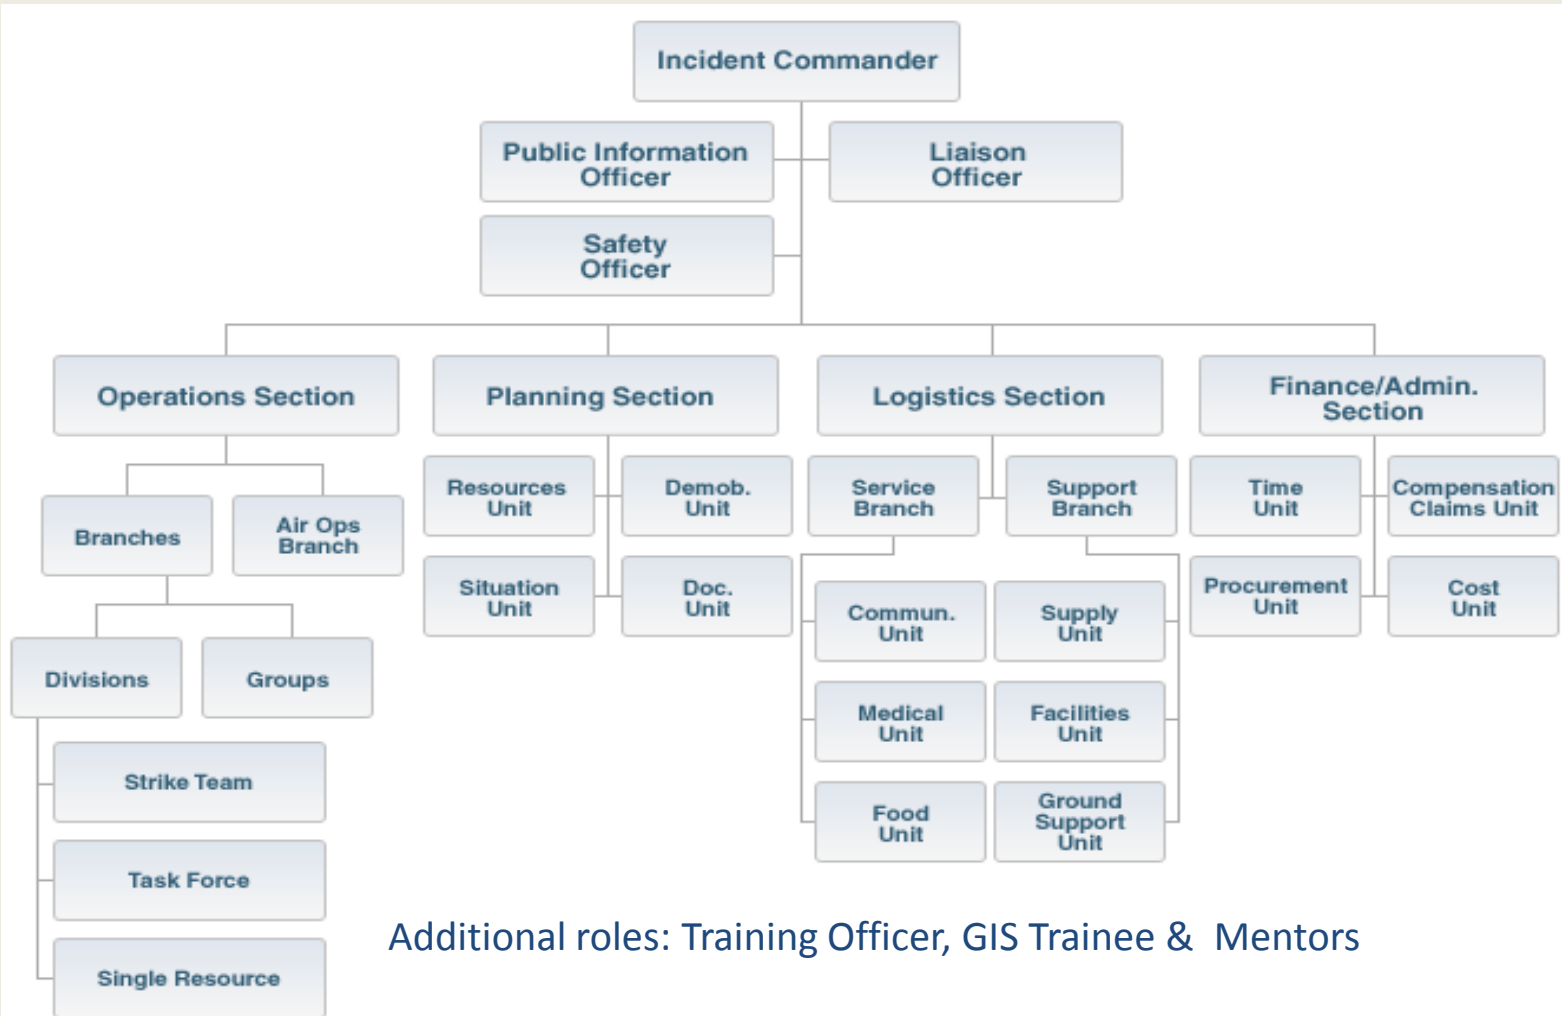 Incident Commander
Public Information
Officer
Liaison
Officer
Safety
Officer
Operations Section
Planning Section
Logistics Section
Finance/Admin.
Section
Branches
Air Ops
Branch
Divisions
Groups
Strike Team
Task Force
Single Resource
Resources
Unit
Demob.
Unit
Situation
Unit
Doc.
Unit
Service
Branch
Support
Branch
Commun.
Unit
Supply
Unit
Medical
Unit
Facilities
Unit
Food
Unit
Ground
Support
Unit
Time
Unit
Compensation
Claims Unit
Procurement
Unit
Cost
Unit
Additional roles: Training Officer, GIS Trainee & Mentors